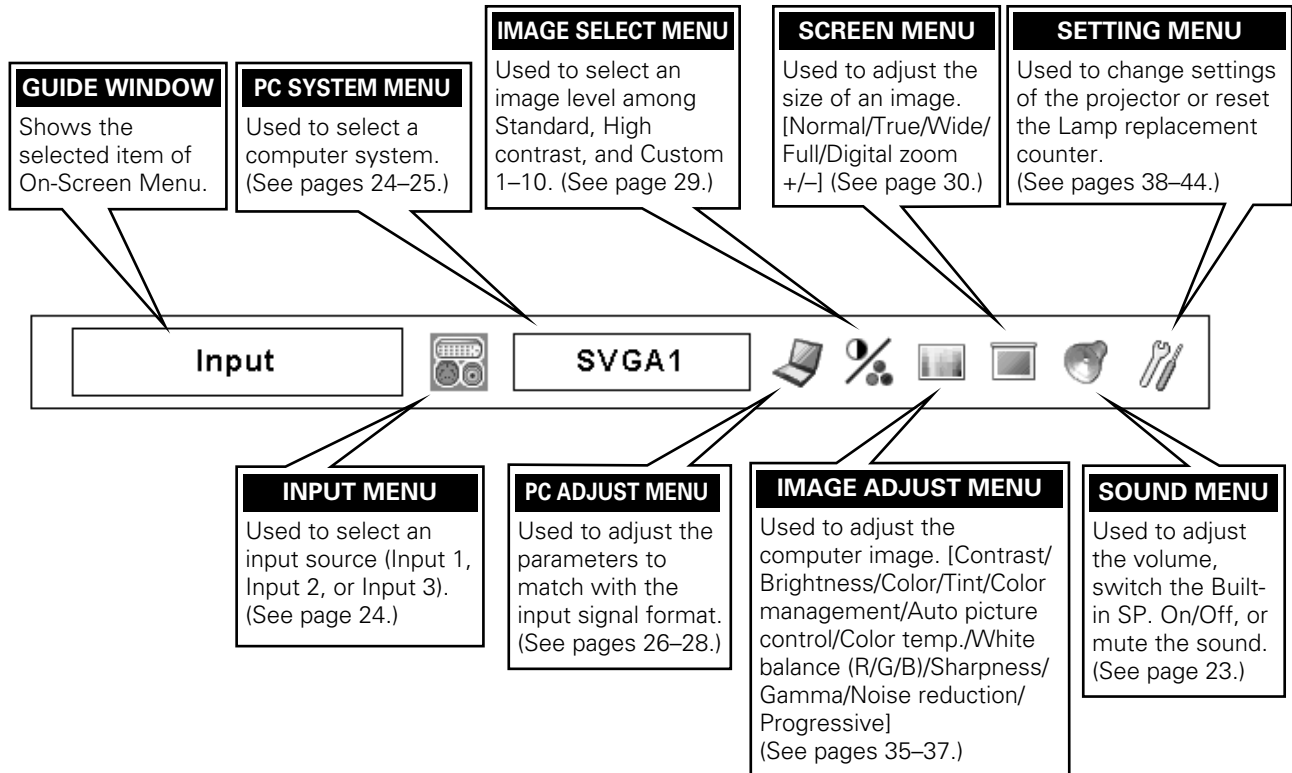 GUIDE WINDOW
Shows the
selected item of
On-Screen Menu.
PC SYSTEM MENU
Used to select a
computer system.
(See pages 24–25.)
IMAGE SELECT MENU
Used to select an
image level among
Standard, High
contrast, and Custom
1–10. (See page 29.)
SCREEN MENU
Used to adjust the
size of an image.
[Normal/True/Wide/
Full/Digital zoom
+/–] (See page 30.)
SETTING MENU
Used to change settings
of the projector or reset
the Lamp replacement
counter.
(See pages 38–44.)
Input
SVGA1
INPUT MENU
Used to select an
input source (Input 1,
Input 2, or Input 3).
(See page 24.)
PC ADJUST MENU
Used to adjust the
parameters to
match with the
input signal format.
(See pages 26–28.)
IMAGE ADJUST MENU
Used to adjust the
computer image. [Contrast/
Brightness/Color/Tint/Color
management/Auto picture
control/Color temp./White
balance (R/G/B)/Sharpness/
Gamma/Noise reduction/
Progressive]
(See pages 35–37.)
SOUND MENU
Used to adjust
the volume,
switch the Built-
in SP. On/Off, or
mute the sound.
(See page 23.)